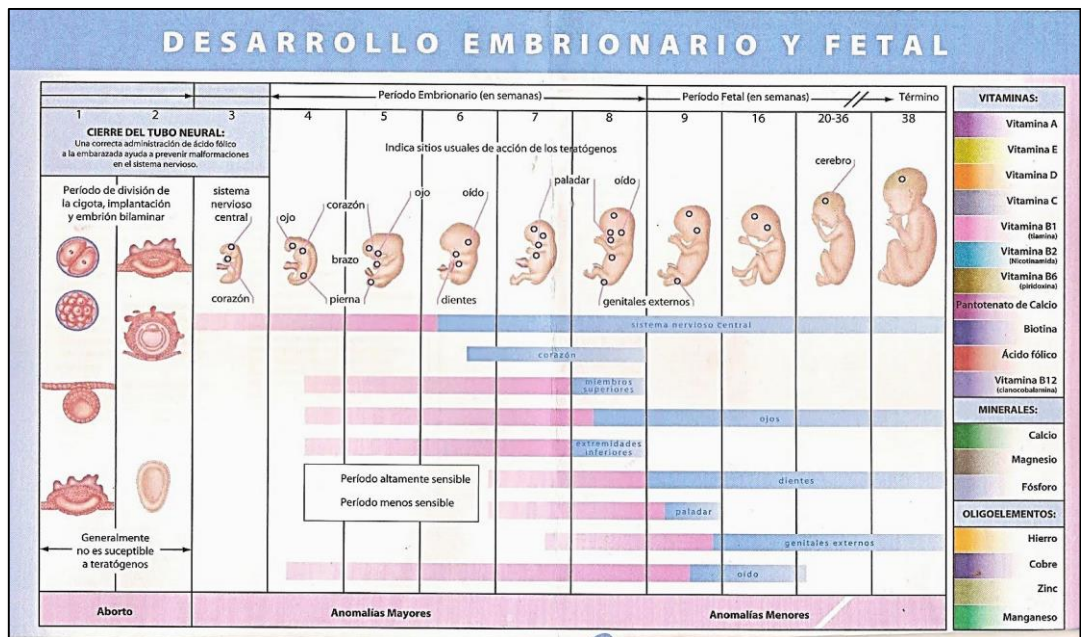 DESARROLLO EMBRIONARIO Y FETAL
Período Embrionario (en semanas)
Período Fetal (en semanas)
Término
1
2
3
4
5
6
7
8
9
16
20-36
38
CIERRE DEL TUBO NEURAL:
Una correcta administración de ácido fólico
a la embarazada ayuda a prevenir malformaciones
en el sistema nervioso.
Indica sitios usuales de acción de los teratógenos
Período de división de
la cigota, implantación
y embrión bilaminar
sistema
nervioso
central
ojo
corazón
ojo
oído
paladar
oído
cerebro
brazo
corazón
pierna
dientes
genitales externos
sistema nervioso central
corazón
miembros
superiores
ojos
extremidades
inferiores
Período altamente sensible
Período menos sensible
dientes
paladar
genitales externos
oído
Generalmente
no es suceptible
a teratógenos
Aborto
Anomalías Mayores
Anomalías Menores
VITAMINAS:
Vitamina A
Vitamina E
Vitamina D
Vitamina C
Vitamina B1
(tiamina)
Vitamina B2
(Nicotinamida)
Vitamina B6
(piridoxina)
Pantotenato de Calcio
Biotina
Ácido fólico
Vitamina B12
(cianocobalamina)
MINERALES:
Calcio
Magnesio
Fósforo
OLIGOELEMENTOS:
Hierro
Cobre
Zinc
Manganeso